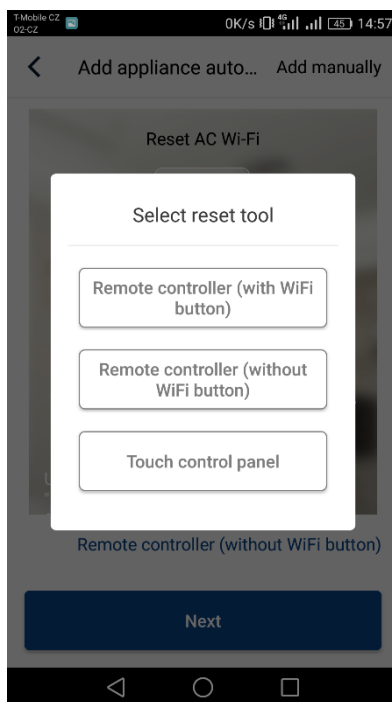 T-Mobile CZ
O2-CZ
0K/s 4G 45 14:57
Add appliance auto... Add manually
Reset AC Wi-Fi
Select reset tool
Remote controller (with WiFi
button)
Remote controller (without
WiFi button)
Touch control panel
Remote controller (without WiFi button)
Next